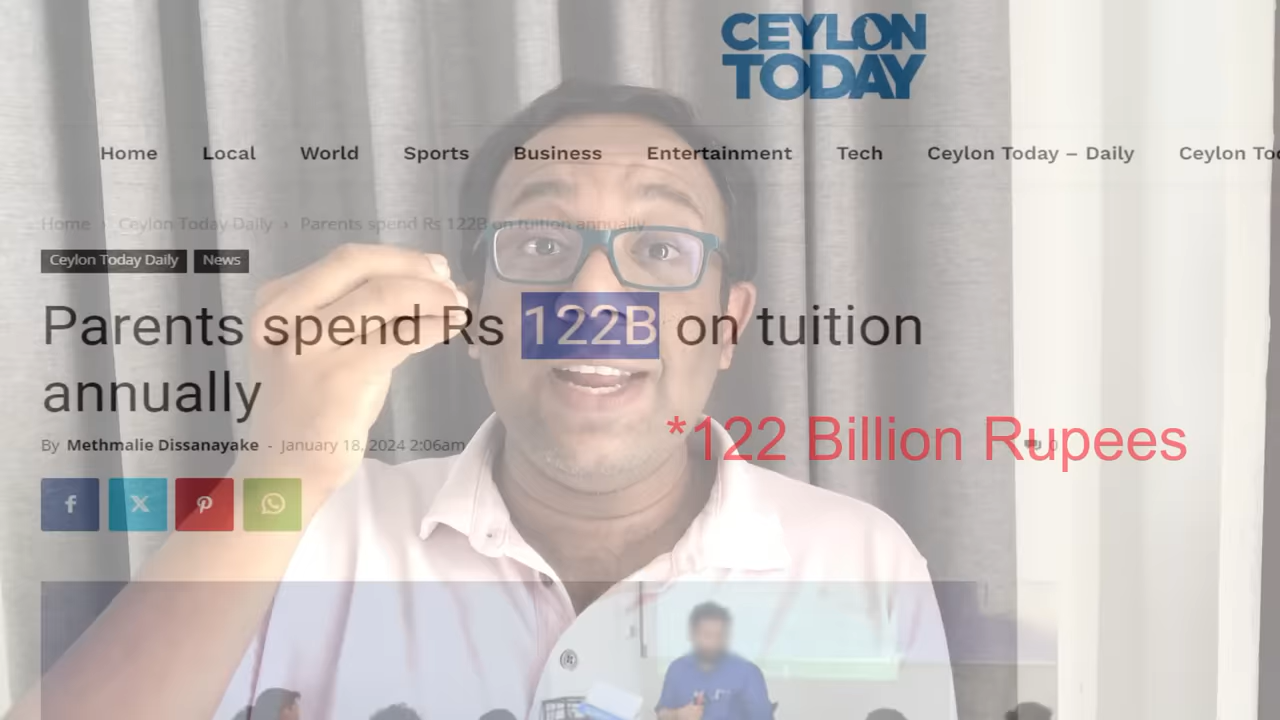 CEYLON
TODAY
Home Local World Sports Business Entertainment Tech Ceylon Today – Daily Ceylon
Home › Ceylon Today Daily › Parents spend Rs 122B on tuition annually
Ceylon Today Daily News
Parents spend Rs 122B on tuition
annually
By Methmalie Dissanayake - January 18, 2024 2:06am
0
*122 Billion Rupees